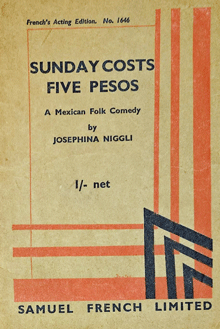 French's Acting Edition. No. 1646
SUNDAY COSTS
FIVE PESOS
A Mexican Folk Comedy
by
JOSEPHINA NIGGLI
1/- net
SAMUEL FRENCH LIMITED